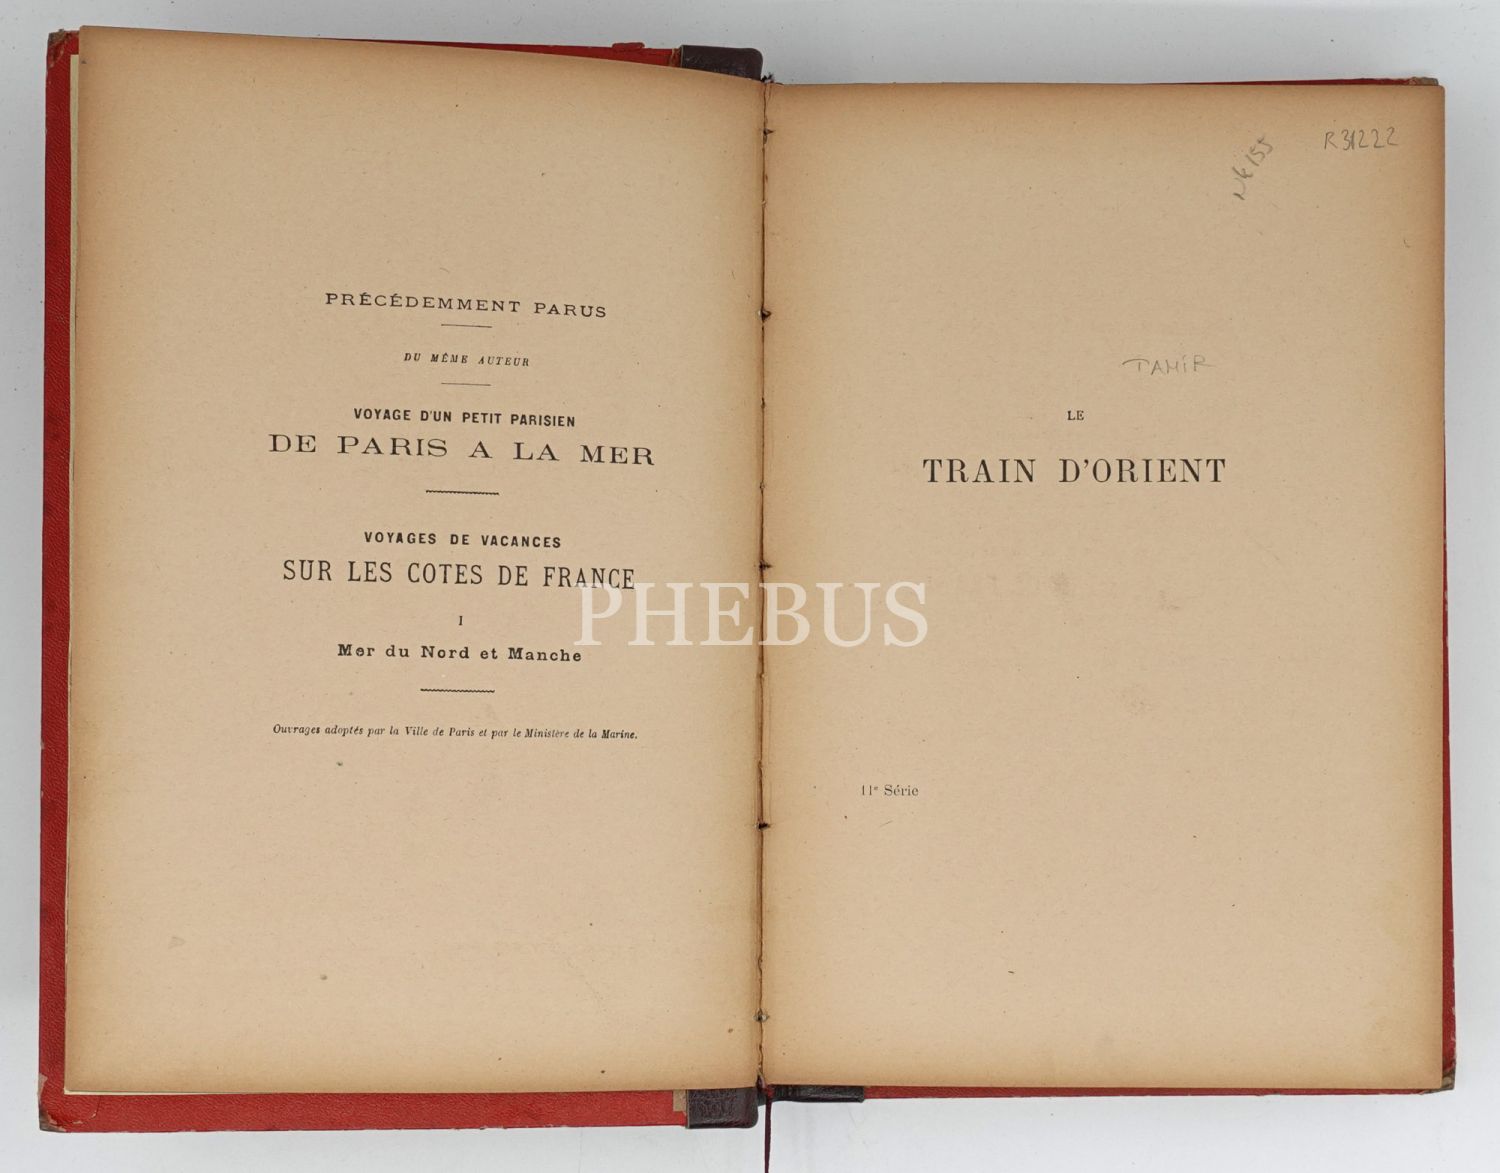 PRÉCÉDEMMENT PARUS
DU MÊME AUTEUR
VOYAGE D'UN PETIT PARISIEN
DE PARIS A LA MER
VOYAGES DE VACANCES
SUR LES COTES DE FRANCE
I
Mer du Nord et Manche
Ouvrages adoptés par la Ville de Paris et par le Ministère de la Marine.
R31222
TAMİR
LE
TRAIN D'ORIENT
11e Série
PHEBUS